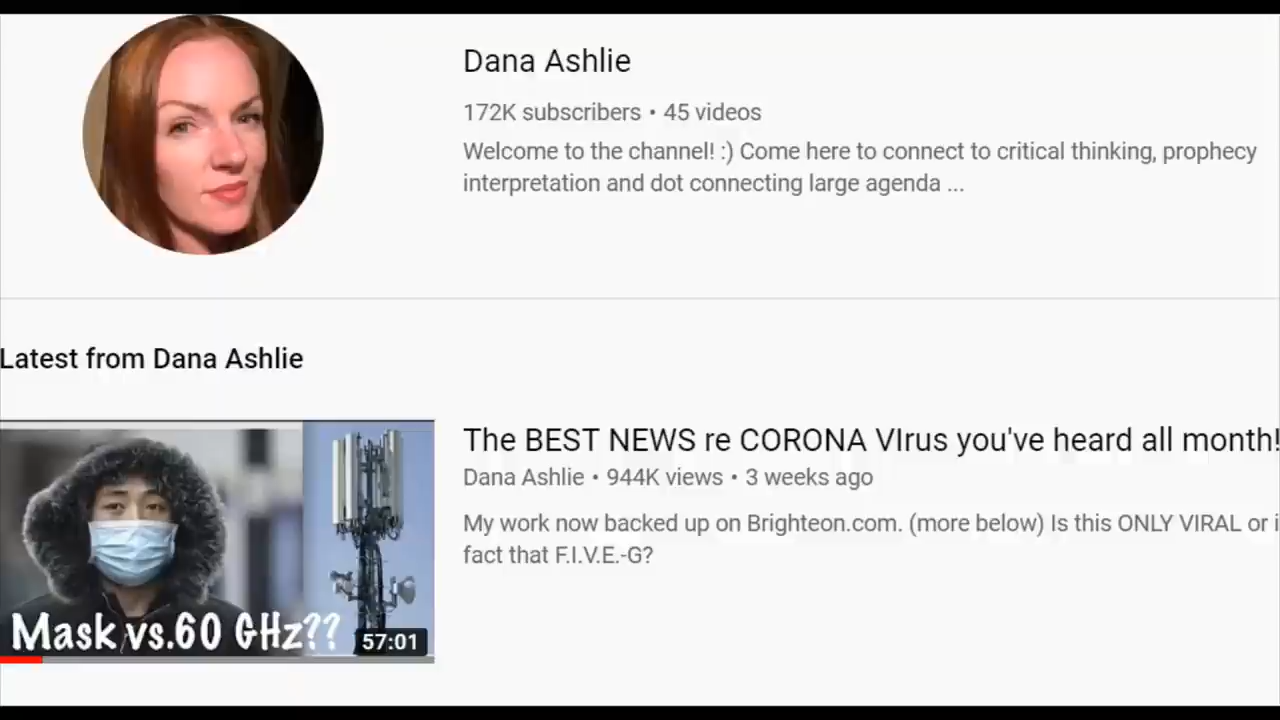 Dana Ashlie
172K subscribers • 45 videos
Welcome to the channel! :) Come here to connect to critical thinking, prophecy
interpretation and dot connecting large agenda ...
Latest from Dana Ashlie
The BEST NEWS re CORONA VIrus you've heard all month!
Dana Ashlie • 944K views • 3 weeks ago
My work now backed up on Brighteon.com. (more below) Is this ONLY VIRAL or
fact that F.I.V.E.-G?
Mask vs.60 GHz??
57:01